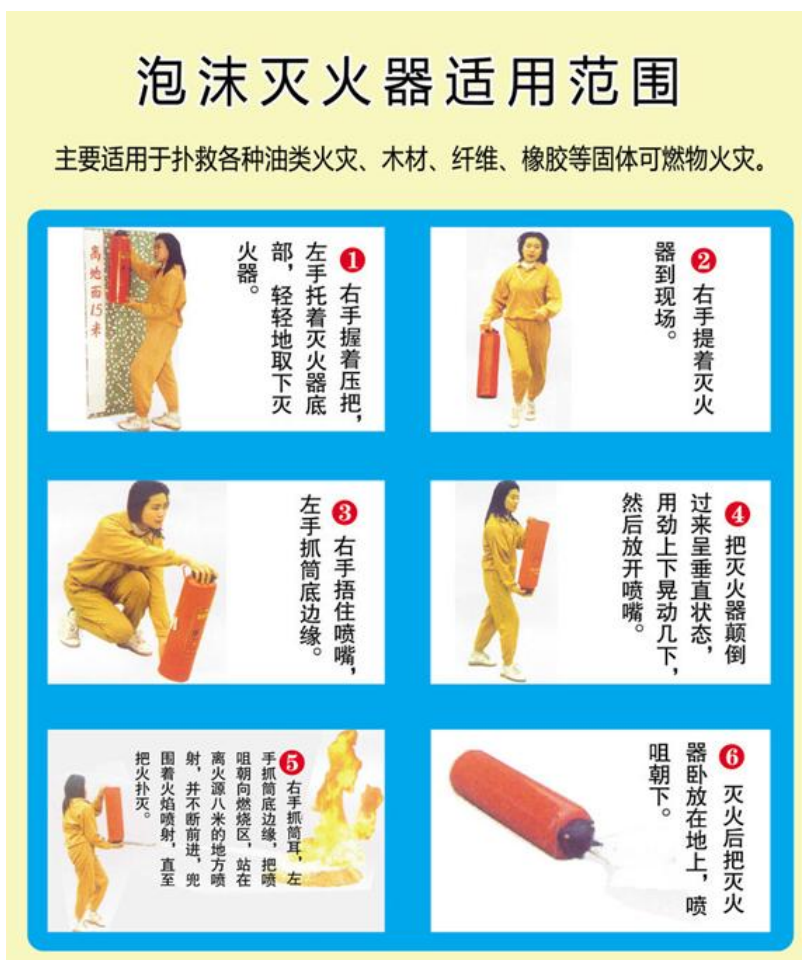 泡沫灭火器适用范围
主要适用于扑救各种油类火灾、木材、纤维、橡胶等固体可燃物火灾。
1 右手握着压把，
左手托着灭火器底
部，轻轻地取下灭
火器。
离地面15米
2 右手提着灭火
器到现场。
3 右手捂住喷嘴，
左手抓筒底边缘。
4 把灭火器颠倒
过来呈垂直状态，
用劲上下晃动几下，
然后放开喷嘴。
5 右手抓筒耳，左
手抓筒底边缘，把喷
咀朝向燃烧区，站在
离火源八米的地方喷
射，并不断前进，兜
围着火焰喷射，直至
把火扑灭。
6 灭火后把灭火
器卧放在地上，喷
咀朝下。